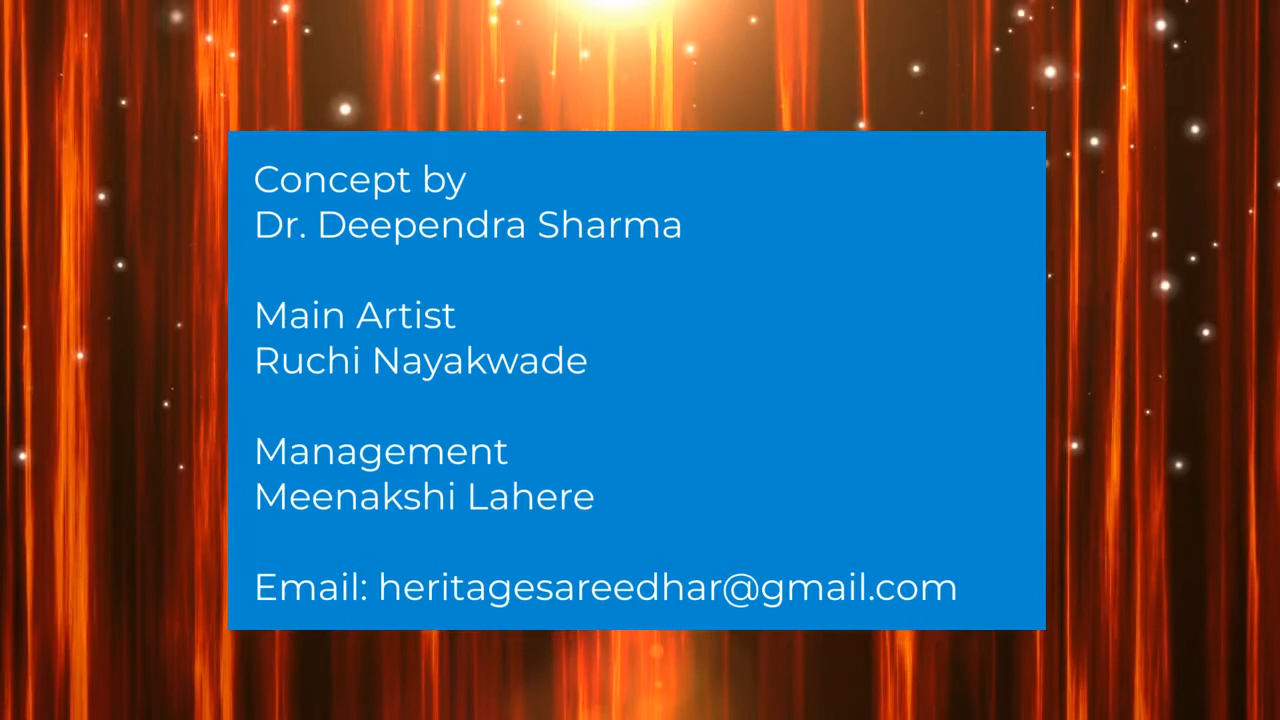 Concept by
Dr. Deependra Sharma
Main Artist
Ruchi Nayakwade
Management
Meenakshi Lahere
Email: heritagesareedhar@gmail.com